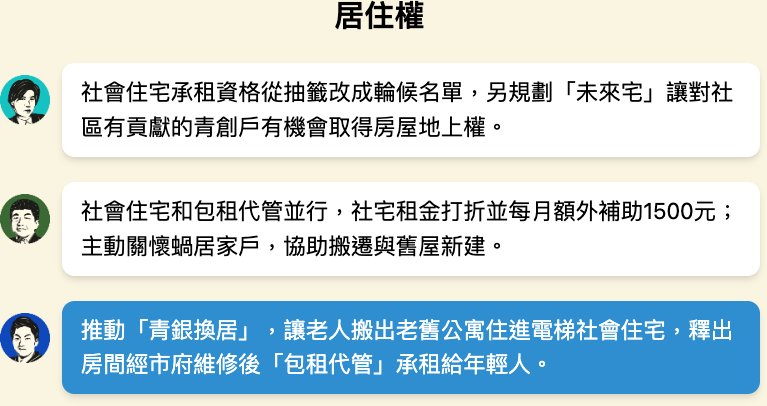 居住權
社會住宅承租資格從抽籤改成輪候名單，另規劃「未來宅」讓對社
區有貢獻的青創戶有機會取得房屋地上權。
社會住宅和包租代管並行，社宅租金打折並每月額外補助1500元；
主動關懷蝸居家戶，協助搬遷與舊屋新建。
推動「青銀換居」，讓老人搬出老舊公寓住進電梯社會住宅，釋出
房間經市府維修後「包租代管」承租給年輕人。